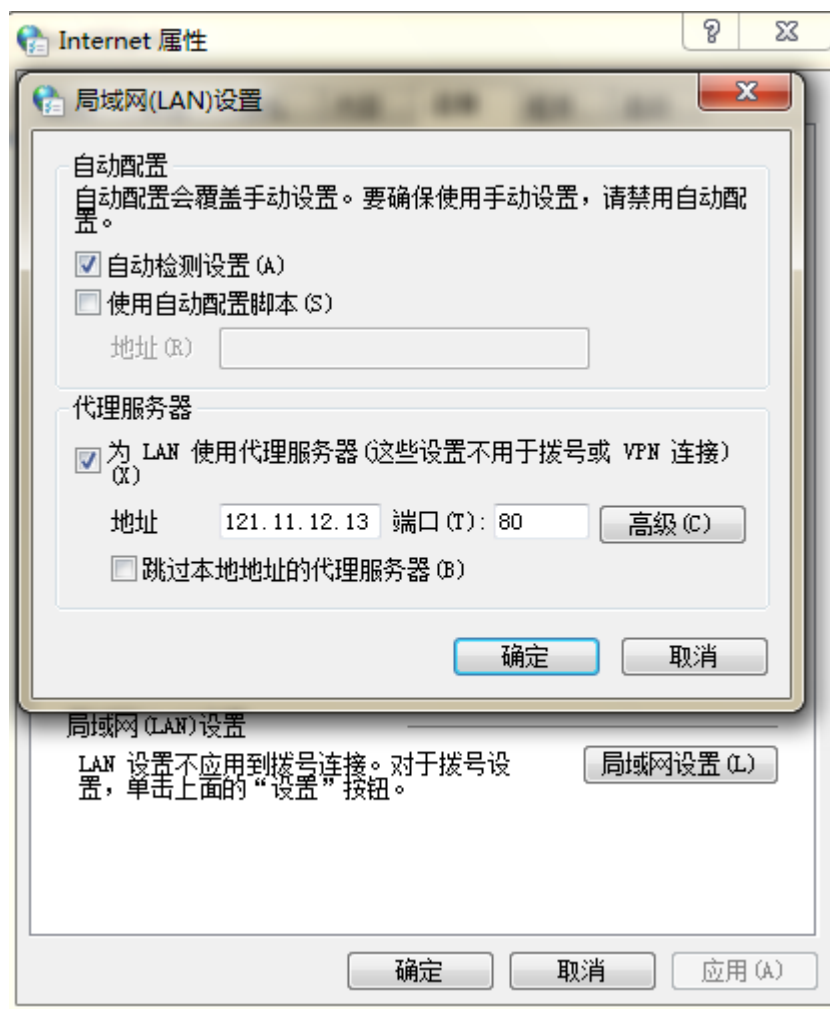 Internet 属性
局域网(LAN)设置
自动配置
自动配置会覆盖手动设置。要确保使用手动设置，请禁用自动配
置。
自动检测设置(A)
使用自动配置脚本(S)
地址(R)
代理服务器
为 LAN 使用代理服务器(这些设置不用于拨号或 VPN 连接)
(X)
地址 121.11.12.13 端口(T): 80 高级(C)
跳过本地地址的代理服务器(B)
确定 取消
局域网(LAN)设置
LAN 设置不应用到拨号连接。对于拨号设 局域网设置(L)
置，单击上面的“设置”按钮。
确定 取消 应用(A)